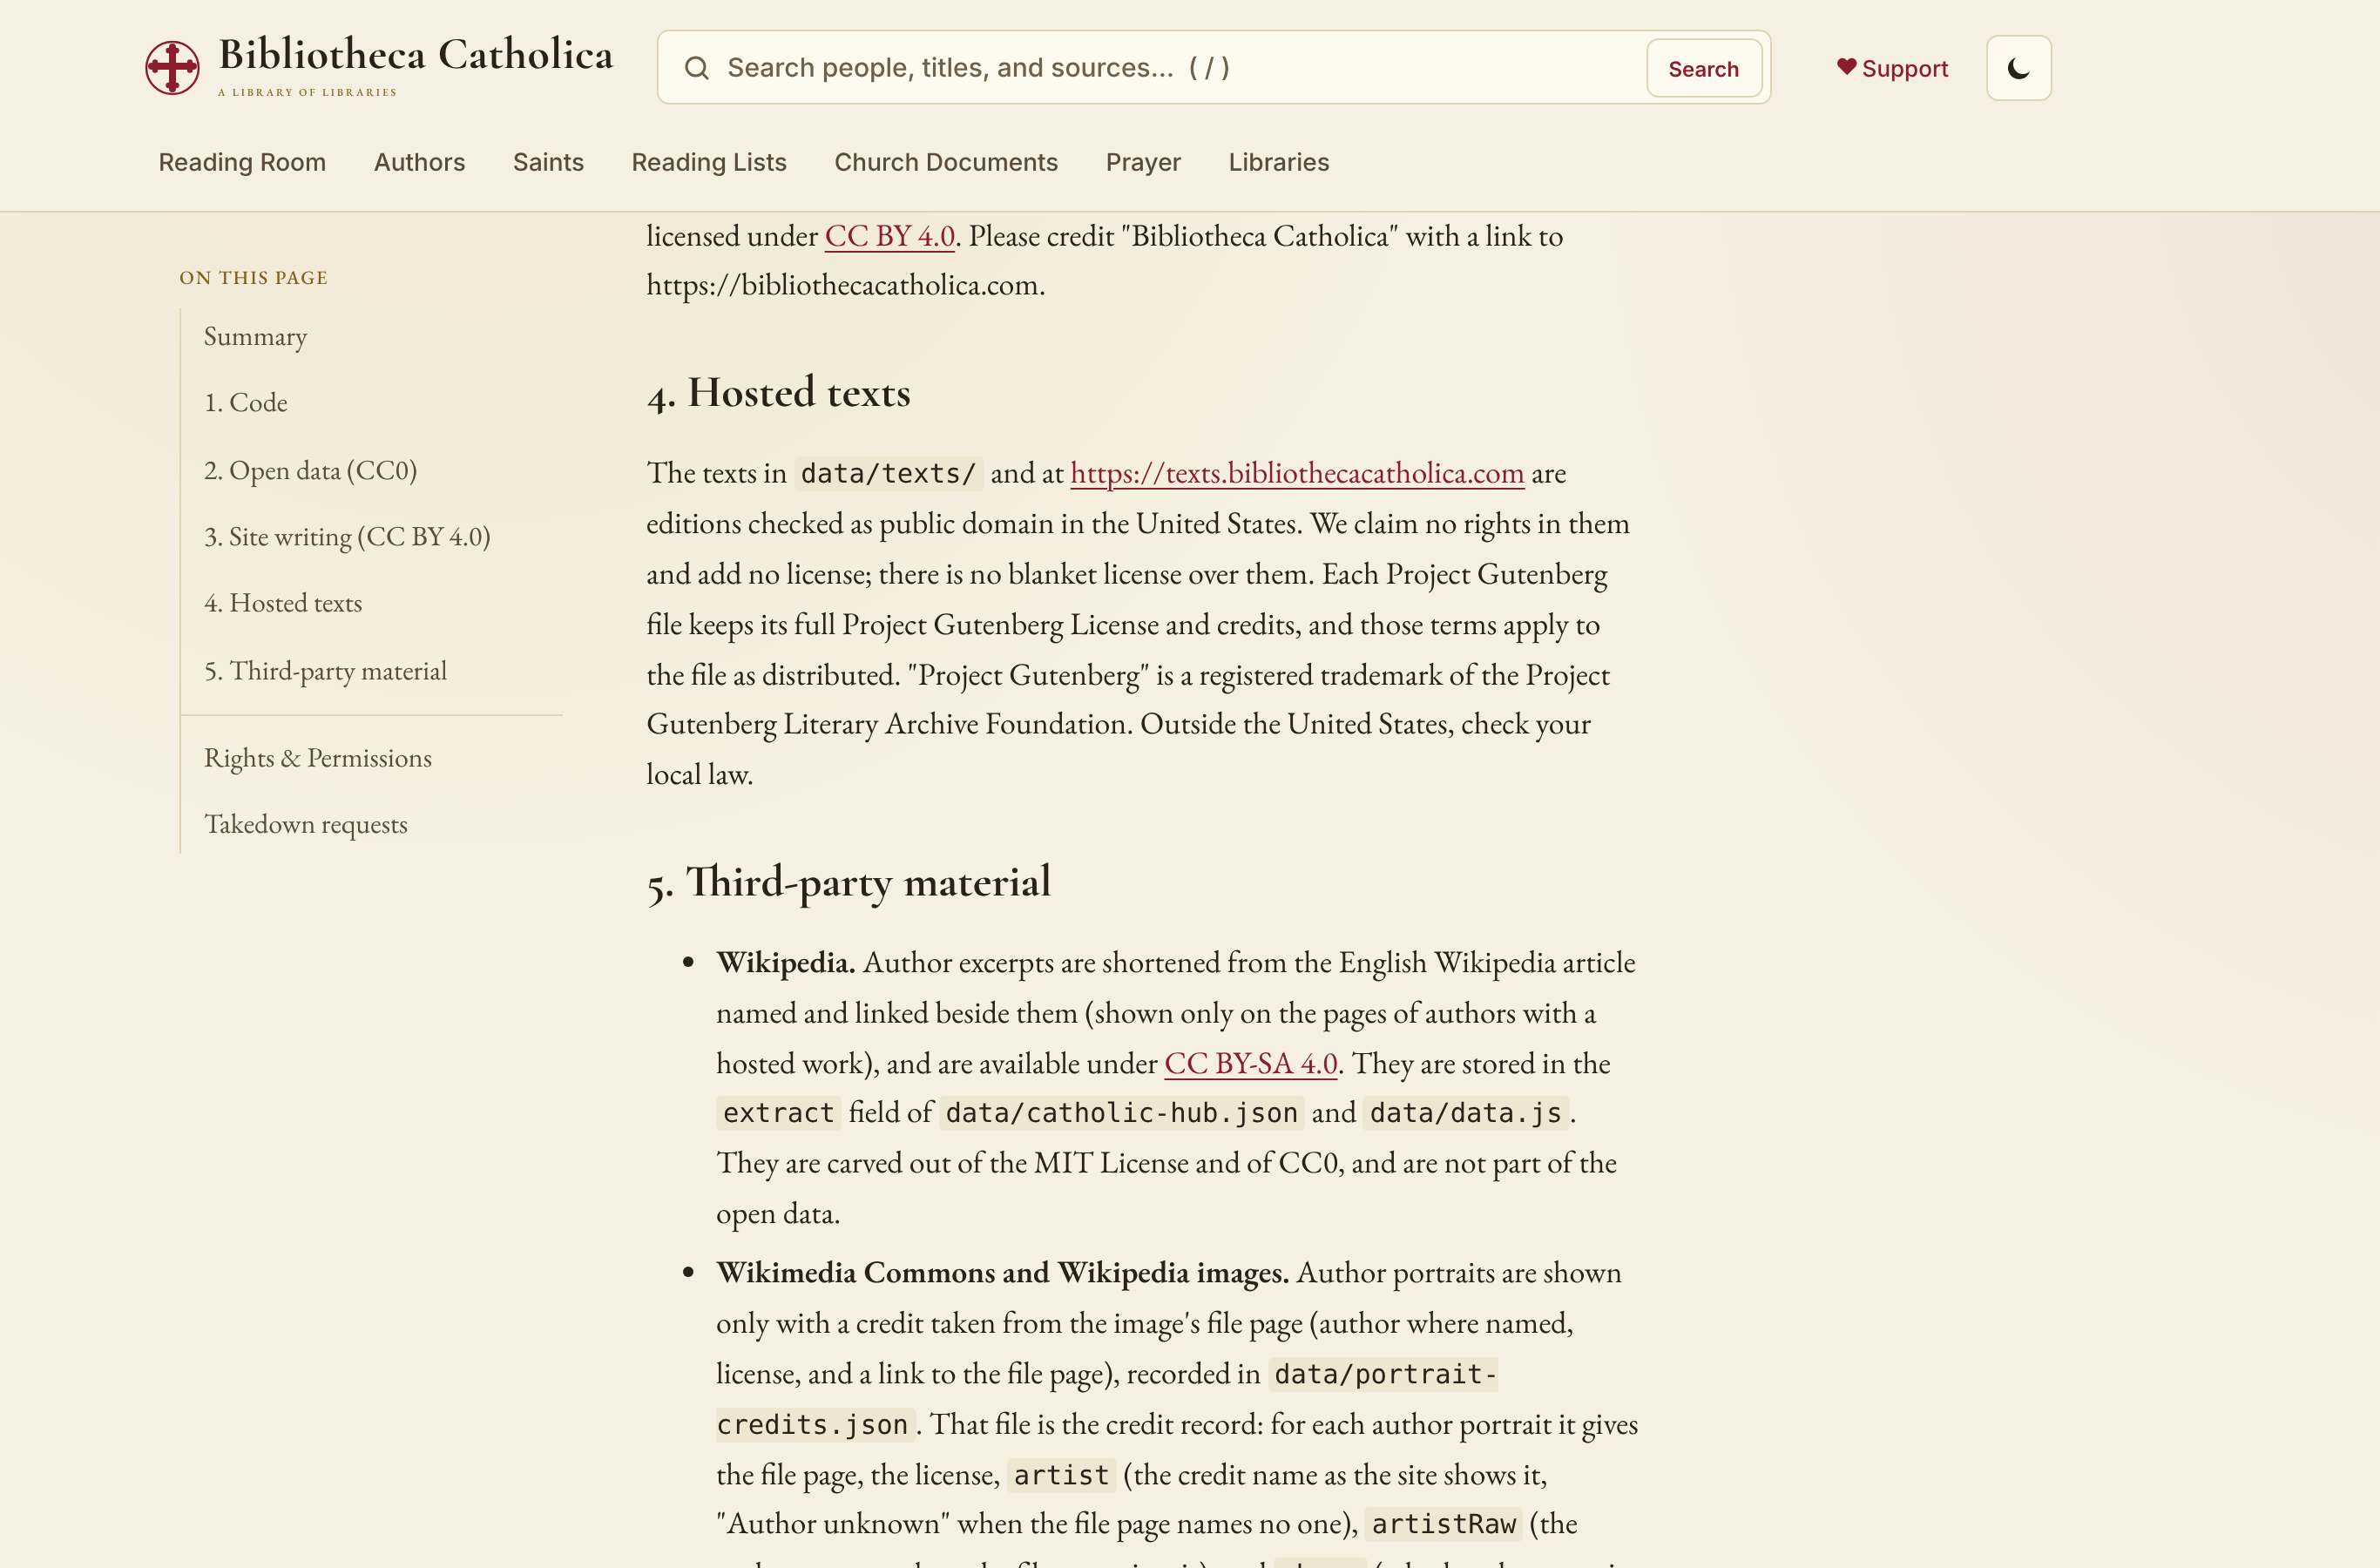 Bibliotheca Catholica
A LIBRARY OF LIBRARIES
Search people, titles, and sources... ( / )
Search
Support
Reading Room
Authors
Saints
Reading Lists
Church Documents
Prayer
Libraries
ON THIS PAGE
Summary
1. Code
2. Open data (CC0)
3. Site writing (CC BY 4.0)
4. Hosted texts
5. Third-party material
Rights & Permissions
Takedown requests
licensed under CC BY 4.0. Please credit "Bibliotheca Catholica" with a link to
https://bibliothecacatholica.com.
4. Hosted texts
The texts in data/texts/ and at https://texts.bibliothecacatholica.com are
editions checked as public domain in the United States. We claim no rights in them
and add no license; there is no blanket license over them. Each Project Gutenberg
file keeps its full Project Gutenberg License and credits, and those terms apply to
the file as distributed. "Project Gutenberg" is a registered trademark of the Project
Gutenberg Literary Archive Foundation. Outside the United States, check your
local law.
5. Third-party material
Wikipedia. Author excerpts are shortened from the English Wikipedia article
named and linked beside them (shown only on the pages of authors with a
hosted work), and are available under CC BY-SA 4.0. They are stored in the
extract field of data/catholic-hub.json and data/data.js.
They are carved out of the MIT License and of CC0, and are not part of the
open data.
Wikimedia Commons and Wikipedia images. Author portraits are shown
only with a credit taken from the image's file page (author where named,
license, and a link to the file page), recorded in data/portrait-
credits.json. That file is the credit record: for each author portrait it gives
the file page, the license, artist (the credit name as the site shows it,
"Author unknown" when the file page names no one), artistRaw (the